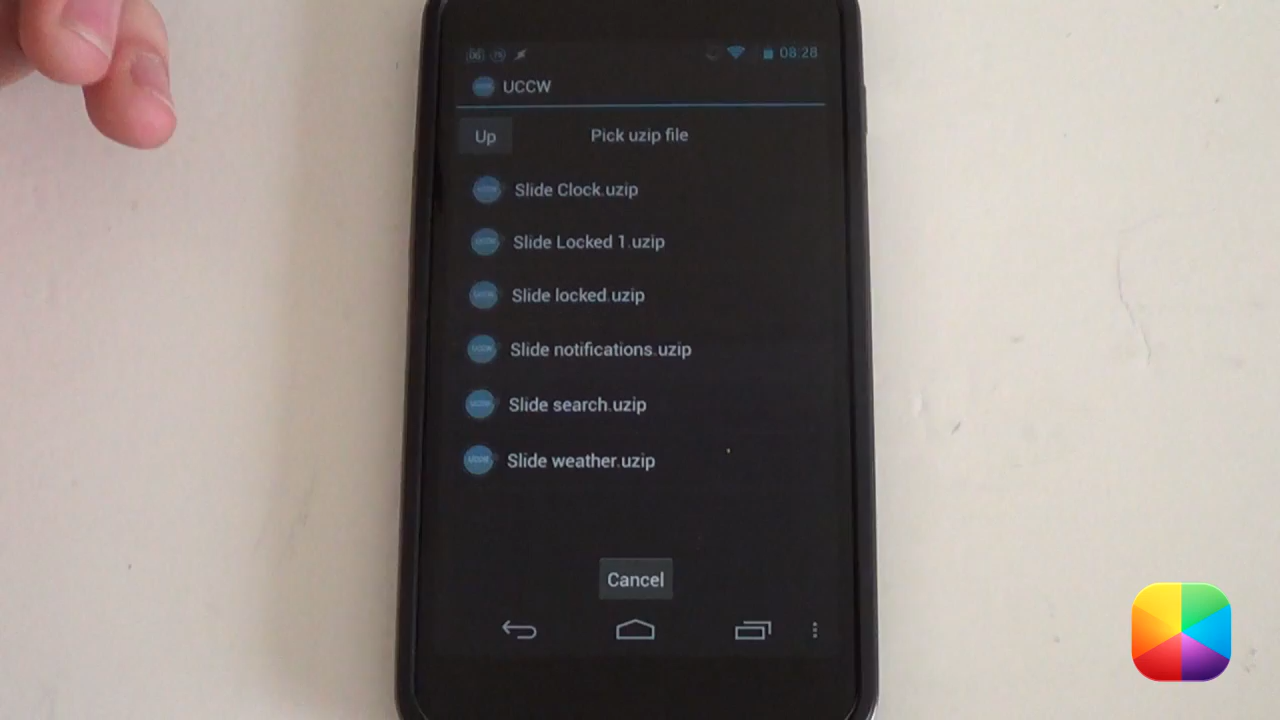 08:28
UCCW
Up
Pick uzip file
Slide Clock.uzip
Slide Locked 1.uzip
Slide locked.uzip
Slide notifications.uzip
Slide search.uzip
Slide weather.uzip
Cancel